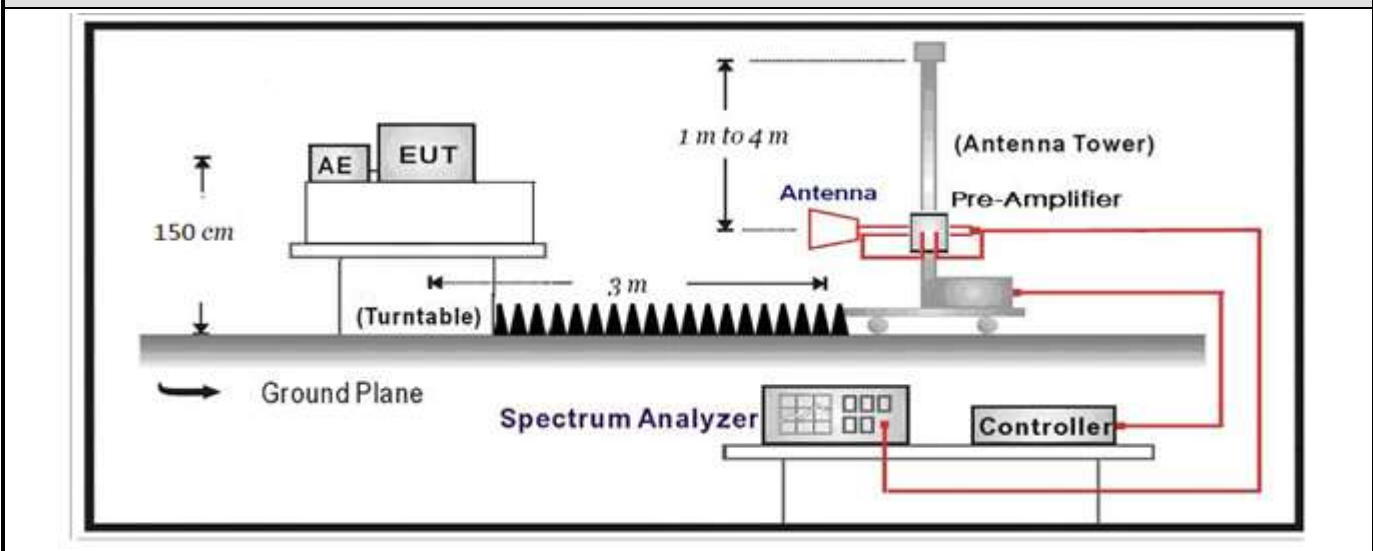 1 m to 4 m
(Antenna Tower)
AE
EUT
Antenna
Pre-Amplifier
150 cm
3 m
(Turntable)
Ground Plane
Spectrum Analyzer
Controller